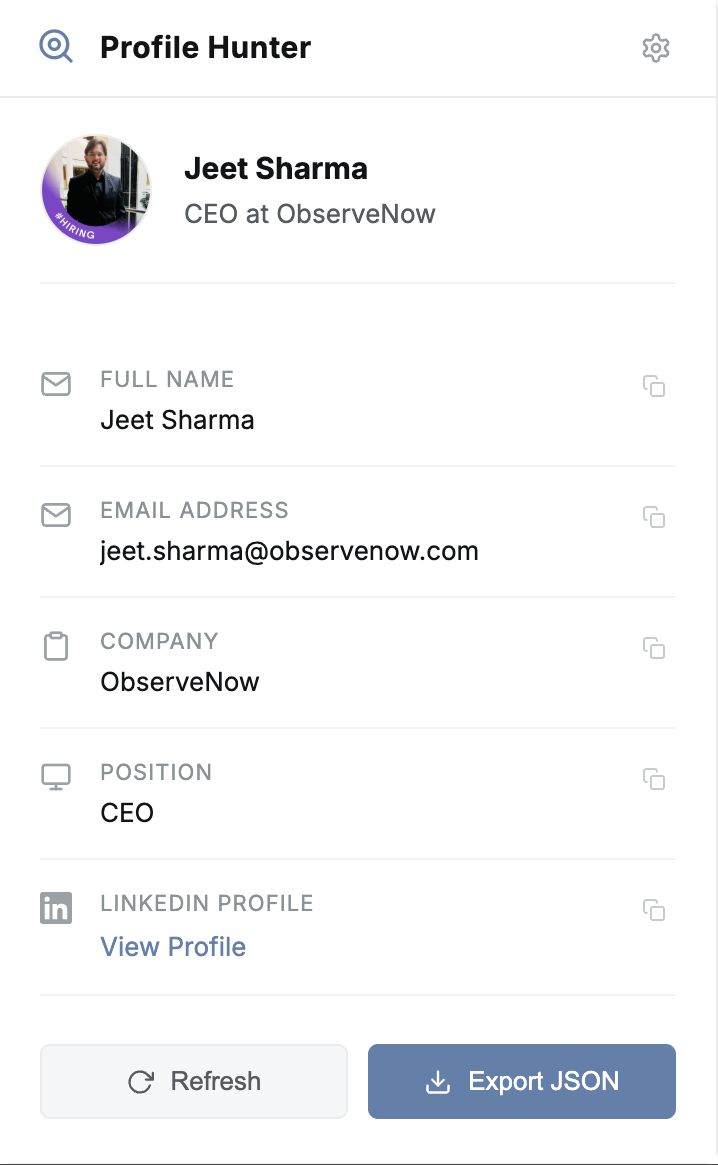 Profile Hunter
Jeet Sharma
CEO at ObserveNow
#HIRING
FULL NAME
Jeet Sharma
EMAIL ADDRESS
jeet.sharma@observenow.com
COMPANY
ObserveNow
POSITION
CEO
in
LINKEDIN PROFILE
View Profile
Refresh
Export JSON